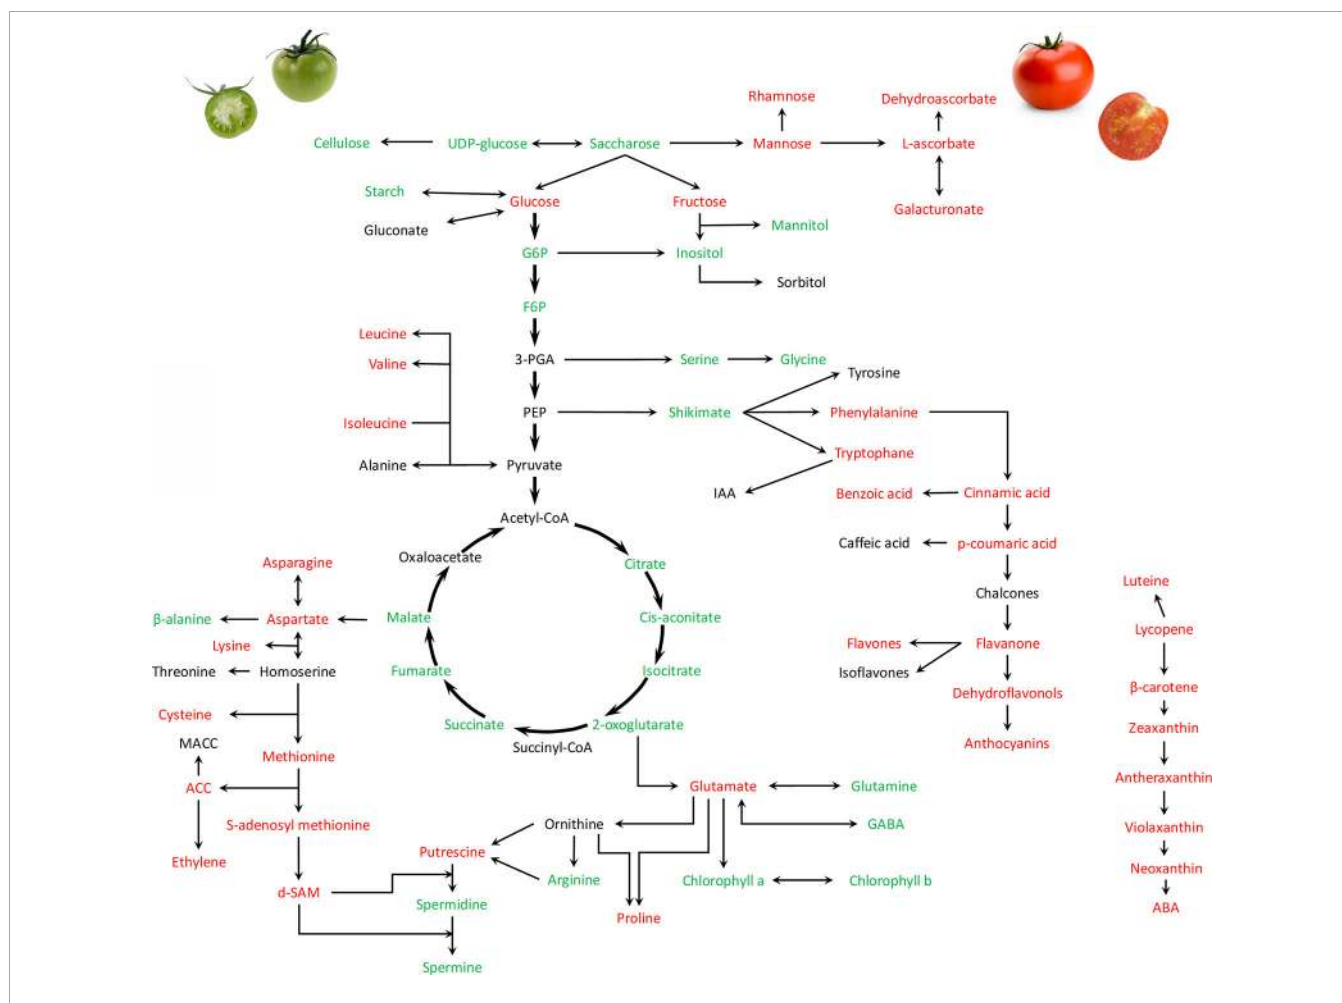 Rhamnose
Dehydroascorbate
Cellulose
UDP-glucose
Saccharose
Mannose
L-ascorbate
Starch
Glucose
Fructose
Galacturonate
Gluconate
Mannitol
G6P
Inositol
Sorbitol
F6P
Leucine
Valine
3-PGA
Serine
Glycine
Tyrosine
Isoleucine
PEP
Shikimate
Phenylalanine
Tryptophane
Alanine
Pyruvate
IAA
Benzoic acid
Cinnamic acid
Acetyl-CoA
Oxaloacetate
Caffeic acid
p-coumaric acid
Asparagine
Citrate
Luteine
Chalcones
β-alanine
Aspartate
Malate
Cis-aconitate
Lycopene
Lysine
Flavones
Flavanone
Threonine
Homoserine
Fumarate
Isocitrate
Isoflavones
β-carotene
Dehydroflavonols
Cysteine
Succinate
2-oxoglutarate
Zeaxanthin
MACC
Succinyl-CoA
Anthocyanins
Methionine
Antheraxanthin
ACC
Glutamate
Glutamine
S-adenosyl methionine
Ornithine
GABA
Violaxanthin
Ethylene
Putrescine
Neoxanthin
d-SAM
Arginine
Chlorophyll a
Chlorophyll b
Spermidine
Proline
ABA
Spermine